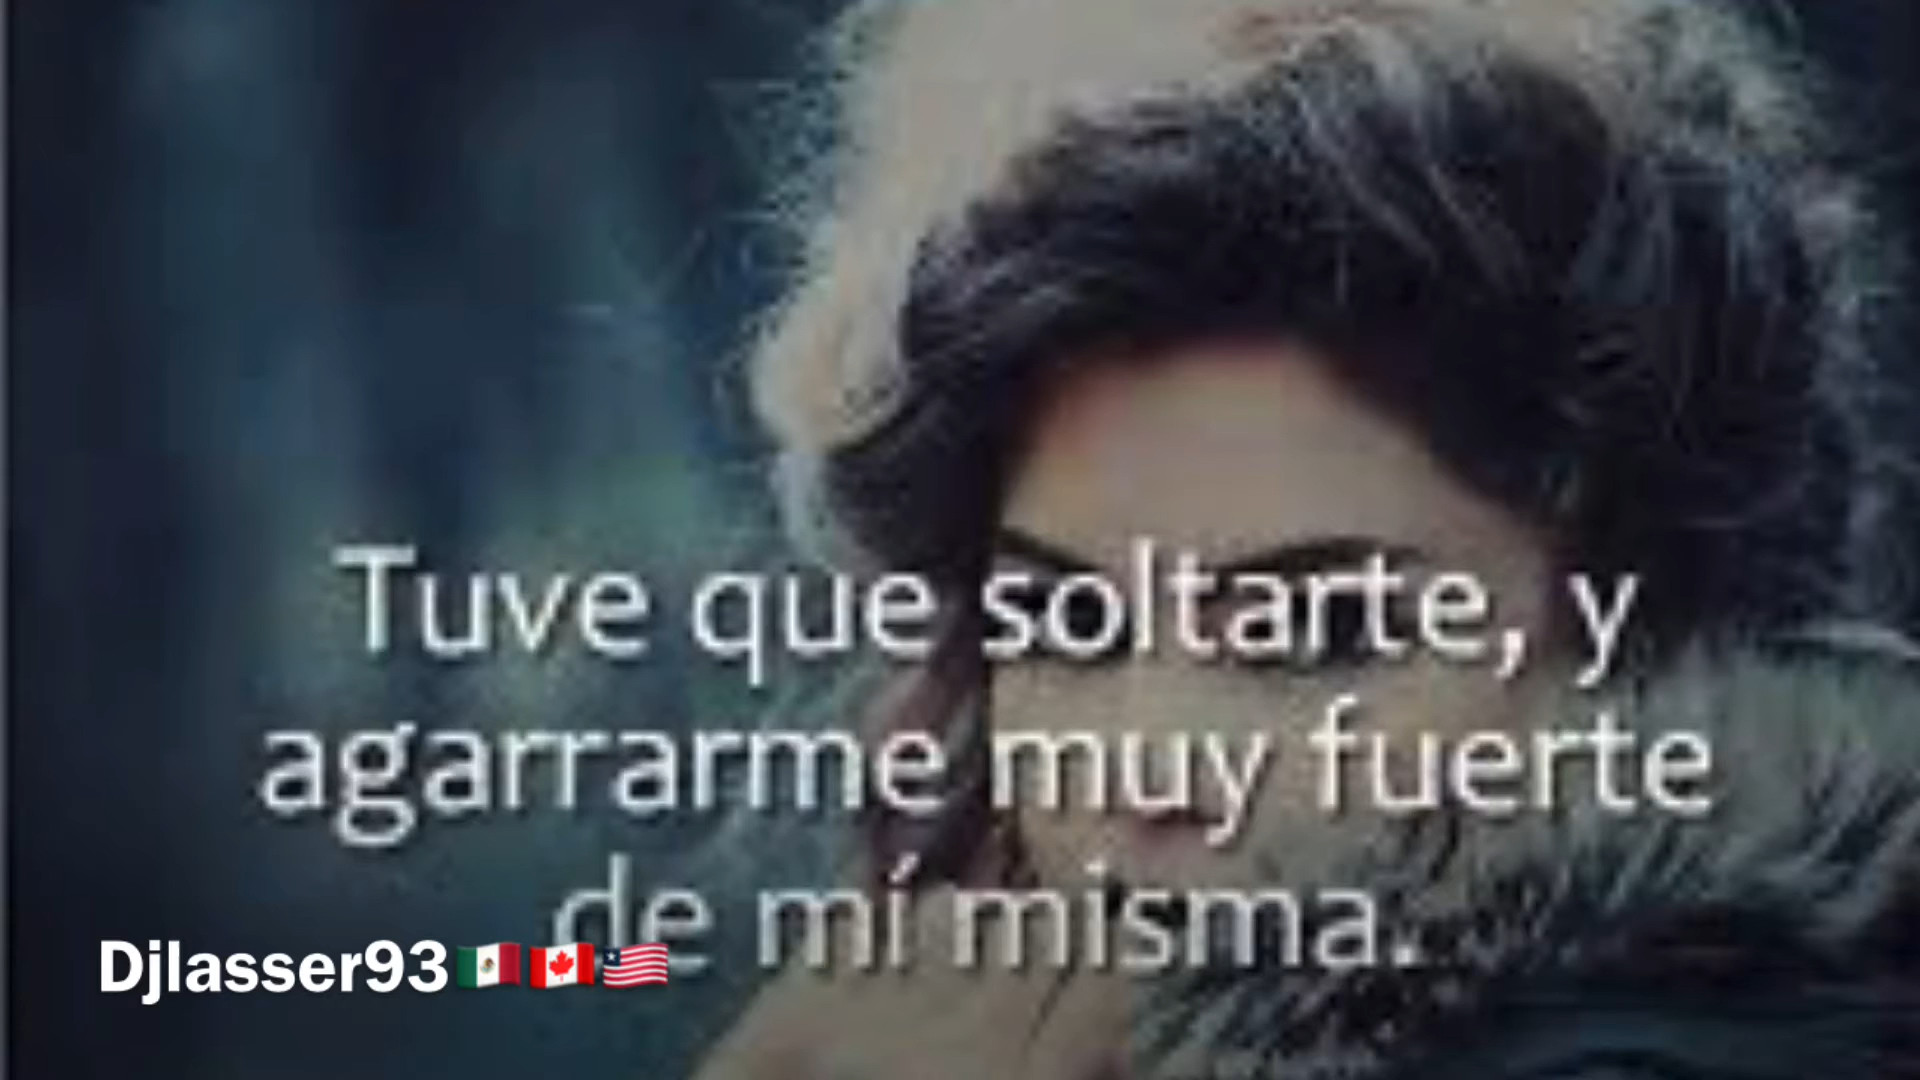 Tuve que soltarte, y
agarrarme muy fuerte
de mí misma.
Djlasser93🇲🇽🇨🇦🇱🇷